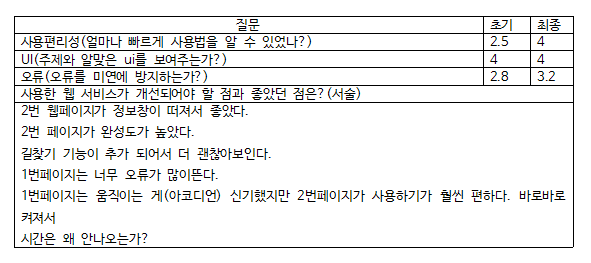 질문 초기 최종
사용편리성(얼마나 빠르게 사용법을 알 수 있었나?) 2.5 4
UI(주제와 알맞은 ui를 보여주는가?) 4 4
오류(오류를 미연에 방지하는가?) 2.8 3.2
사용한 웹 서비스가 개선되어야 할 점과 좋았던 점은?(서술)
2번 웹페이지가 정보창이 떠져서 좋았다.
2번 페이지가 완성도가 높았다.
길찾기 기능이 추가 되어서 더 괜찮아보인다.
1번페이지는 너무 오류가 많이뜬다.
1번페이지는 움직이는 게(아코디언) 신기했지만 2번페이지가 사용하기가 훨씬 편하다. 바로바로
켜져서
시간은 왜 안나오는가?